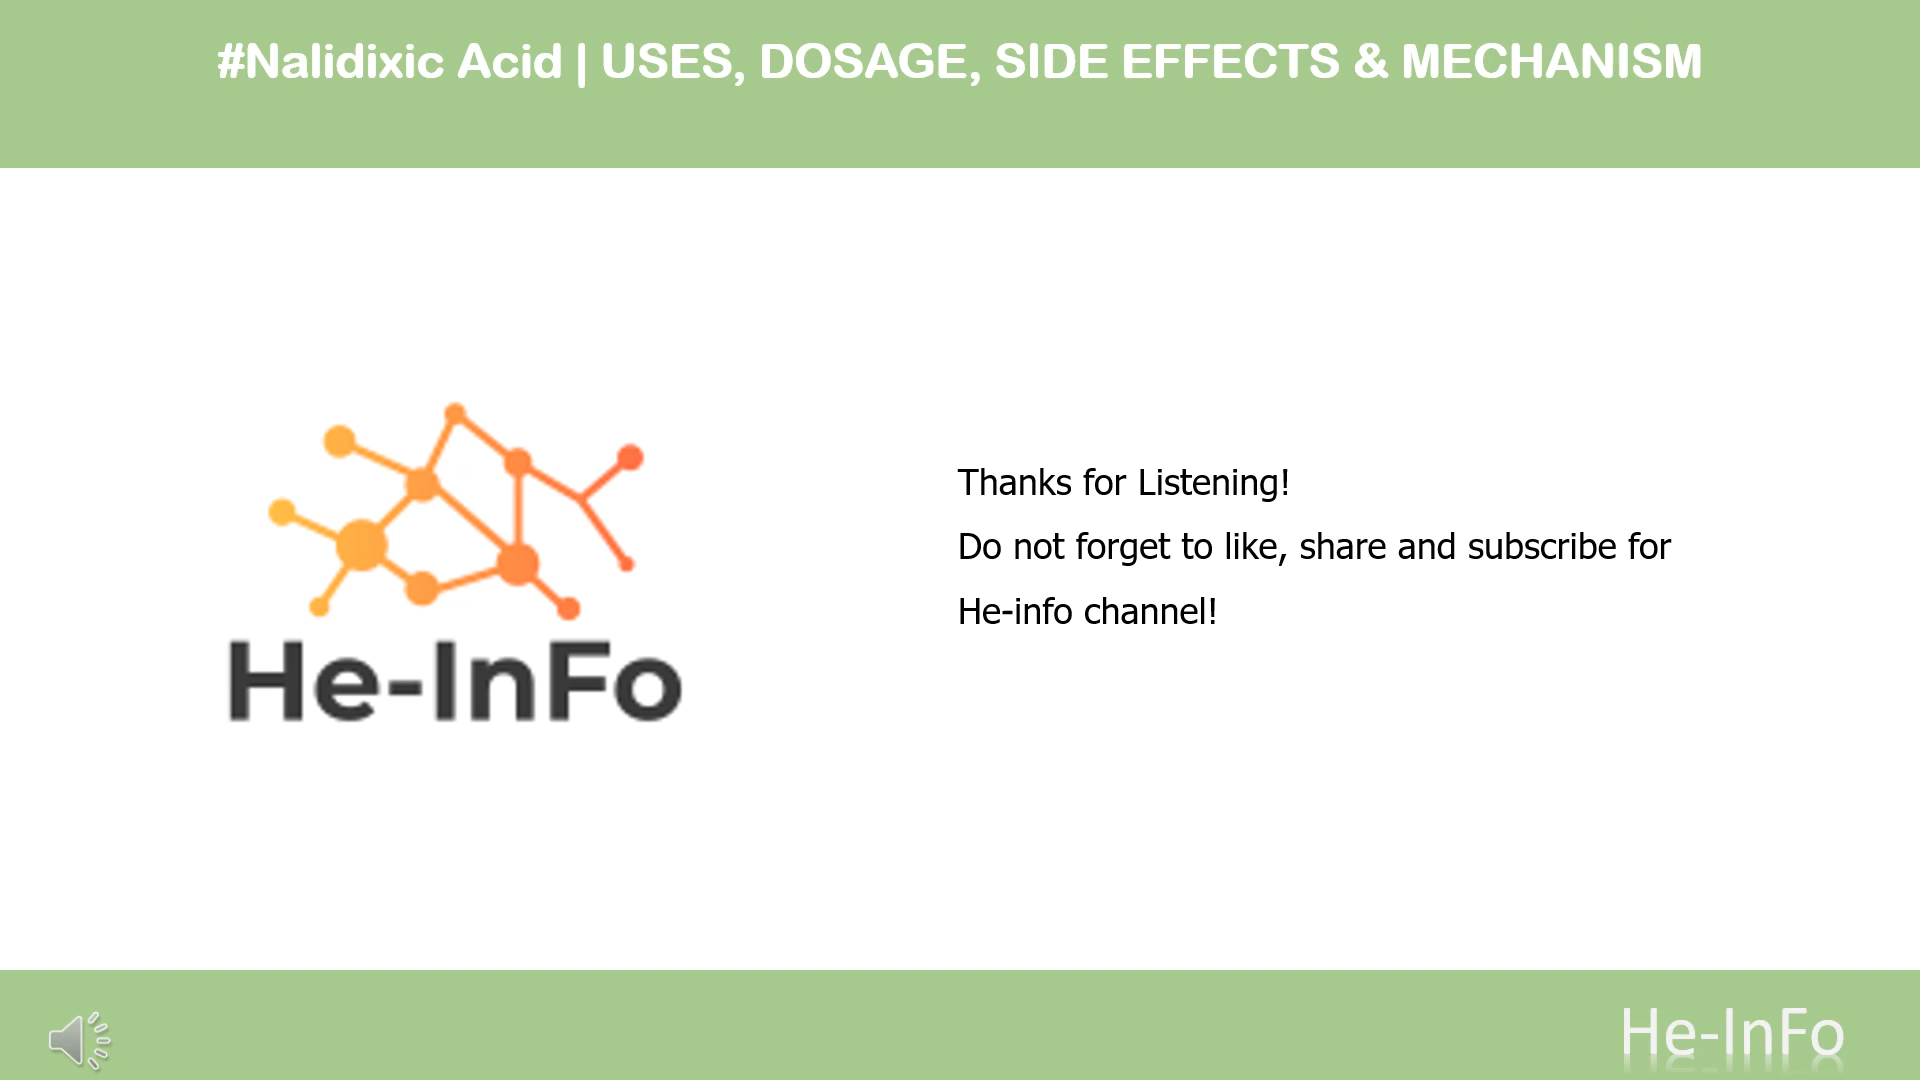 #Nalidixic Acid | USES, DOSAGE, SIDE EFFECTS & MECHANISM
He-InFo
Thanks for Listening!
Do not forget to like, share and subscribe for
He-info channel!
He-InFo